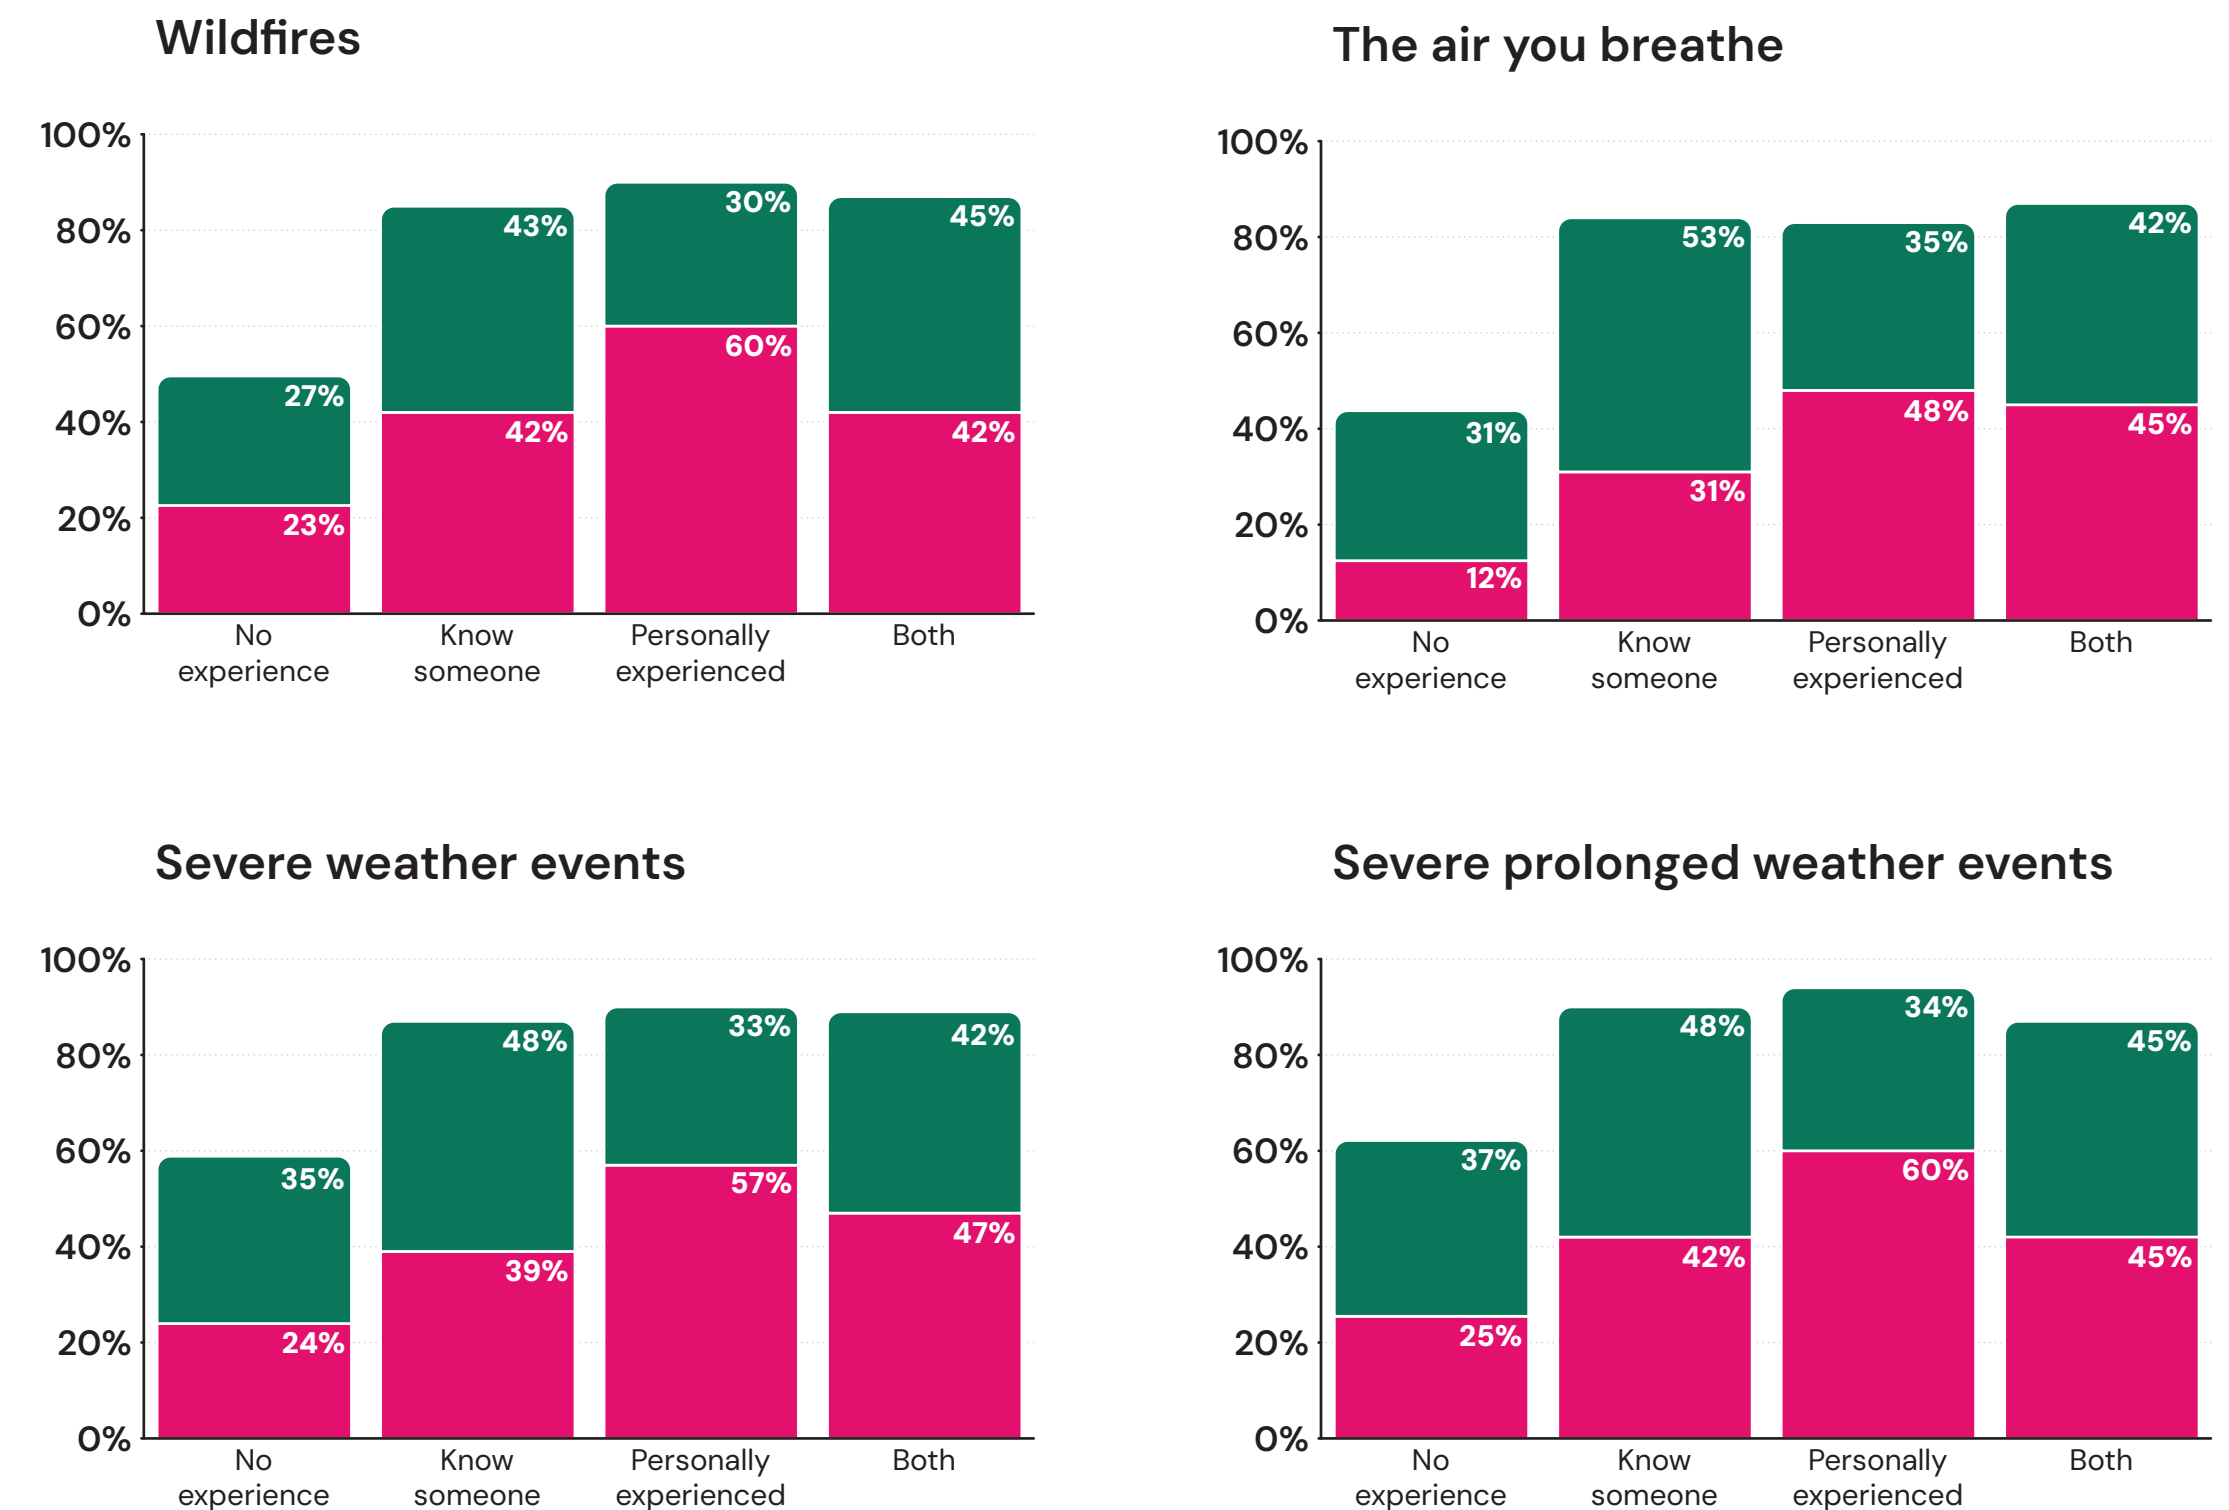 Wildfires
100%
80%
60%
40%
20%
0%
27%
23%
43%
42%
30%
60%
45%
42%
No
experience
Know
someone
Personally
experienced
Both
The air you breathe
100%
80%
60%
40%
20%
0%
31%
12%
53%
31%
35%
48%
42%
45%
No
experience
Know
someone
Personally
experienced
Both
Severe weather events
100%
80%
60%
40%
20%
0%
35%
24%
48%
39%
33%
57%
42%
47%
No
experience
Know
someone
Personally
experienced
Both
Severe prolonged weather events
100%
80%
60%
40%
20%
0%
37%
25%
48%
42%
34%
60%
45%
45%
No
experience
Know
someone
Personally
experienced
Both